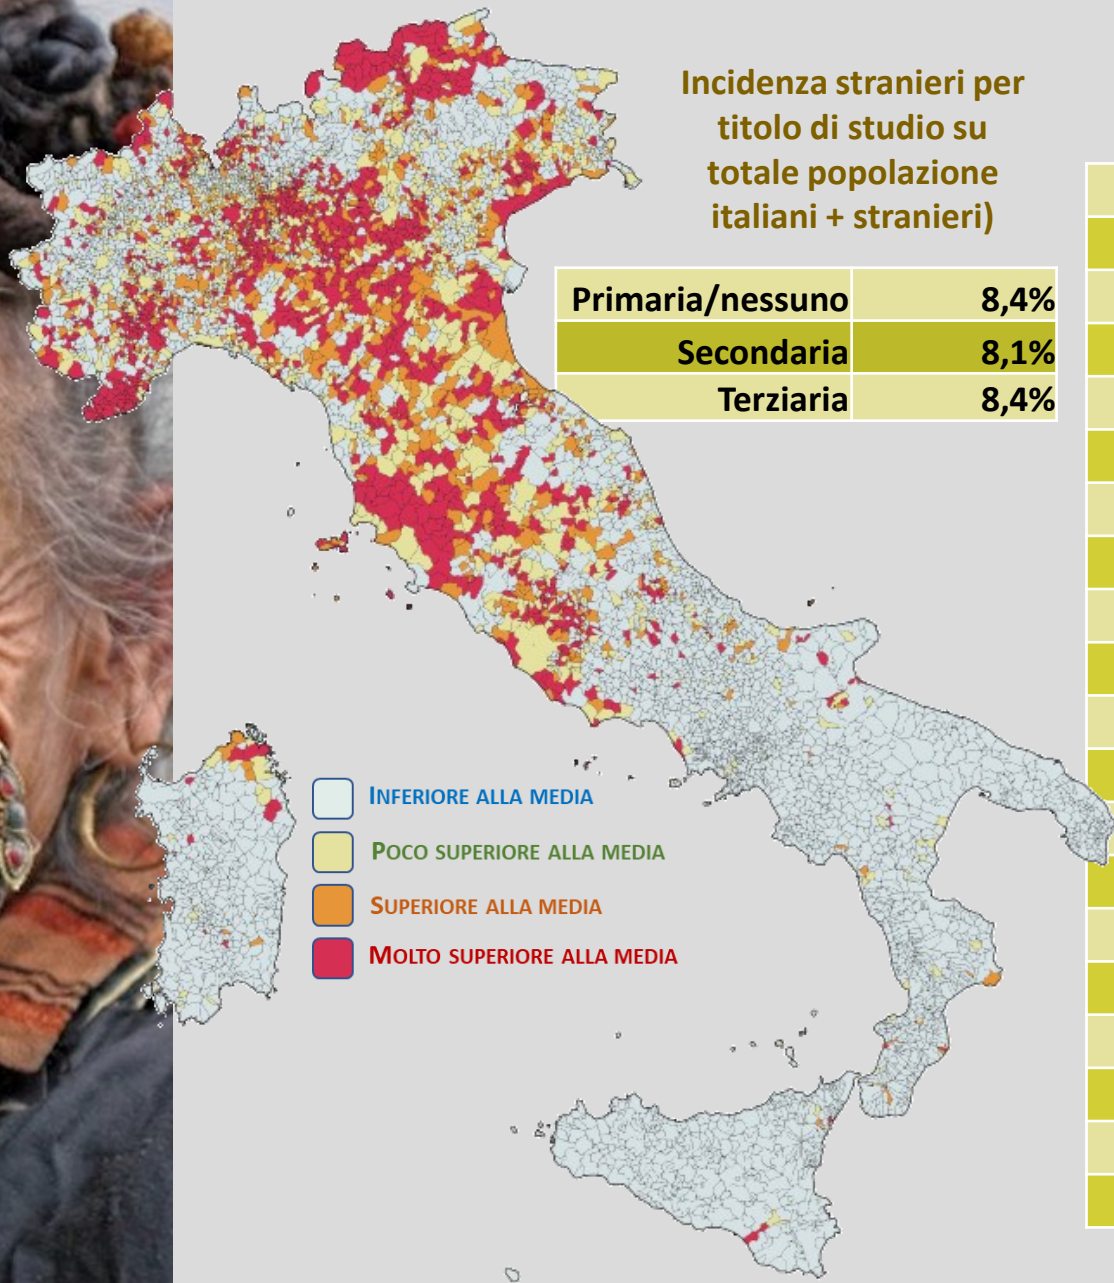 Incidenza stranieri per
titolo di studio su
totale popolazione
italiani + stranieri)
Primaria/nessuno 8,4%
Secondaria 8,1%
Terziaria 8,4%
INFERIORE ALLA MEDIA
POCO SUPERIORE ALLA MEDIA
SUPERIORE ALLA MEDIA
MOLTO SUPERIORE ALLA MEDIA